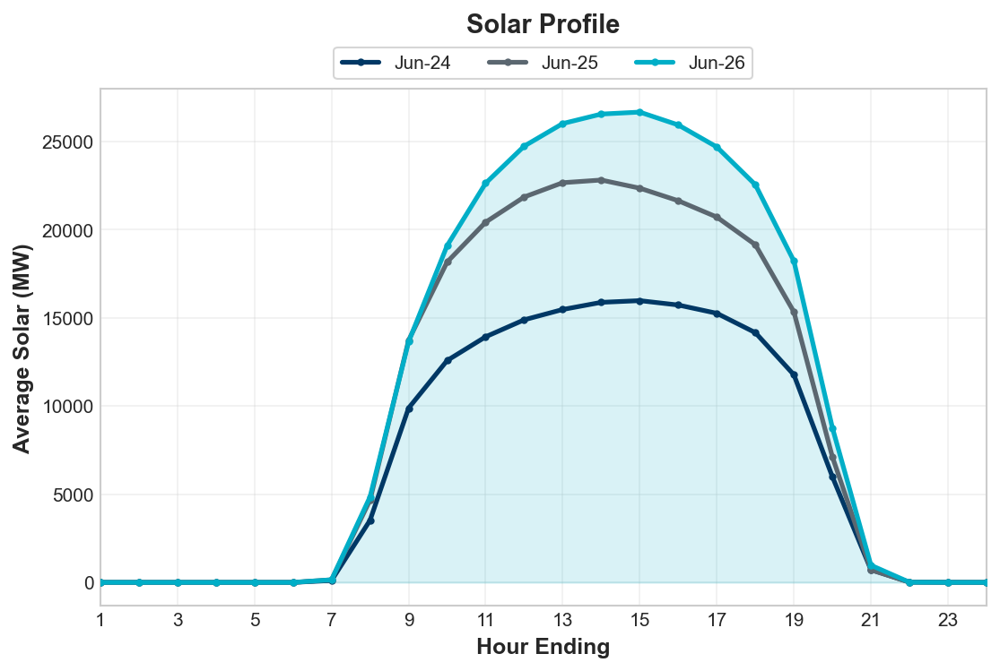 Solar Profile
Jun-24 Jun-25 Jun-26
Average Solar (MW)
25000
20000
15000
10000
5000
0
1 3 5 7 9 11 13 15 17 19 21 23
Hour Ending